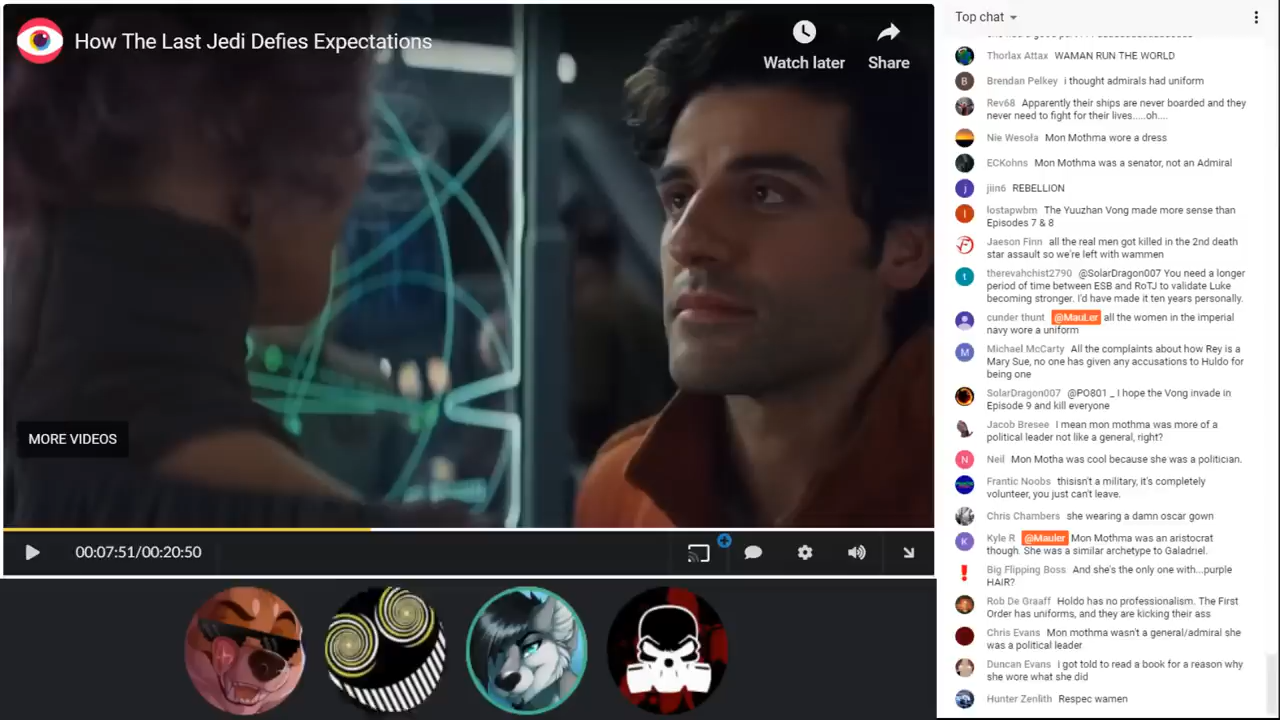 How The Last Jedi Defies Expectations
Watch later
Share
MORE VIDEOS
00:07:51/00:20:50
Top chat
Thorlax Attax WAMAN RUN THE WORLD
B
Brendan Pelkey i thought admirals had uniform
Rev68 Apparently their ships are never boarded and they
never need to fight for their lives.....oh....
Nie Wesoła Mon Mothma wore a dress
ECKohns Mon Mothma was a senator, not an Admiral
j
jiin6 REBELLION
l
lostapwbm The Yuuzhan Vong made more sense than
Episodes 7 & 8
Jaeson Finn all the real men got killed in the 2nd death
star assault so we're left with wammen
t
therevahchist2790 @SolarDragon007 You need a longer
period of time between ESB and RoTJ to validate Luke
becoming stronger. I'd have made it ten years personally.
cunder thunt @MauLer all the women in the imperial
navy wore a uniform
M
Michael McCarty All the complaints about how Rey is a
Mary Sue, no one has given any accusations to Huldo for
being one
SolarDragon007 @PO801 _ I hope the Vong invade in
Episode 9 and kill everyone
Jacob Bresee I mean mon mothma was more of a
political leader not like a general, right?
N
Neil Mon Motha was cool because she was a politician.
Frantic Noobs thisisn't a military, it's completely
volunteer, you just can't leave.
Chris Chambers she wearing a damn oscar gown
K
Kyle R @Mauler Mon Mothma was an aristocrat
though. She was a similar archetype to Galadriel.
Big Flipping Boss And she's the only one with...purple
HAIR?
Rob De Graaff Holdo has no professionalism. The First
Order has uniforms, and they are kicking their ass
Chris Evans Mon mothma wasn't a general/admiral she
was a political leader
Duncan Evans I got told to read a book for a reason why
she wore what she did
Hunter Zenlith Respec wamen